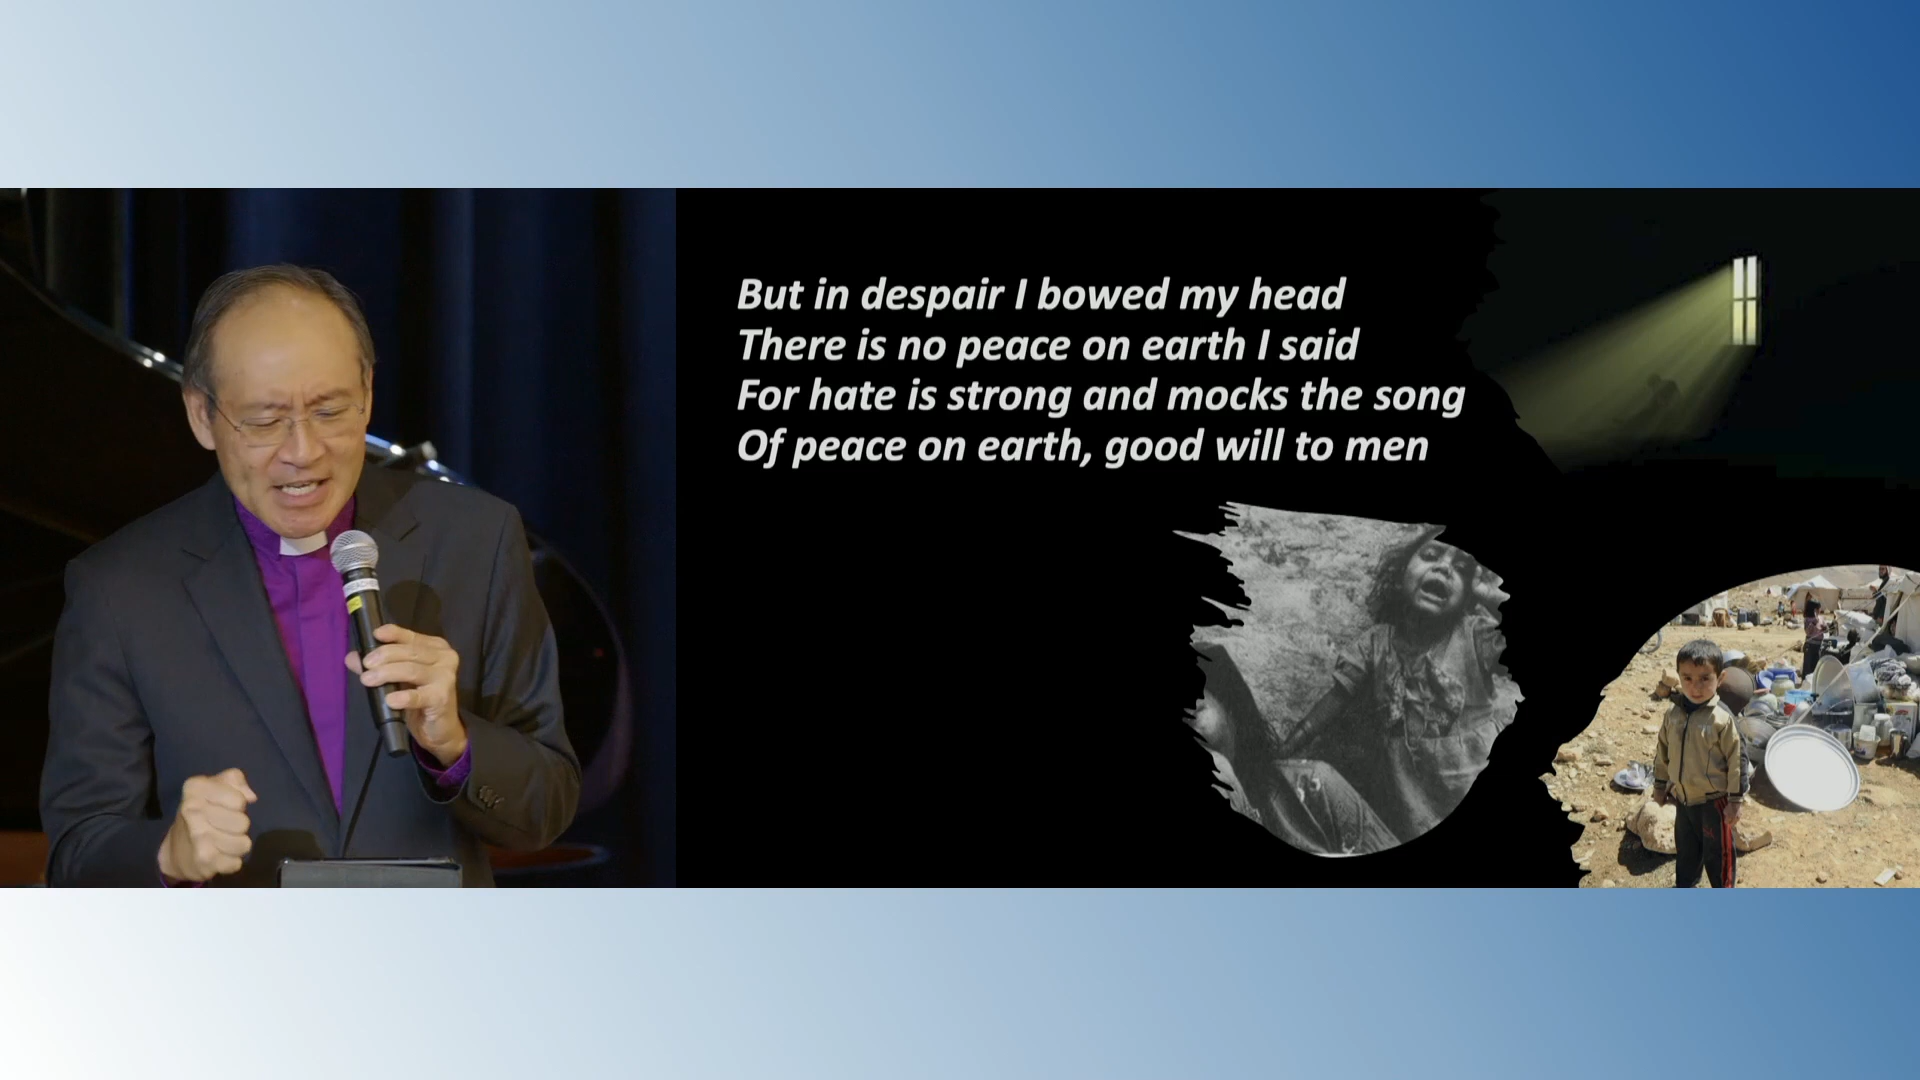 But in despair I bowed my head
There is no peace on earth I said
For hate is strong and mocks the song
Of peace on earth, good will to men